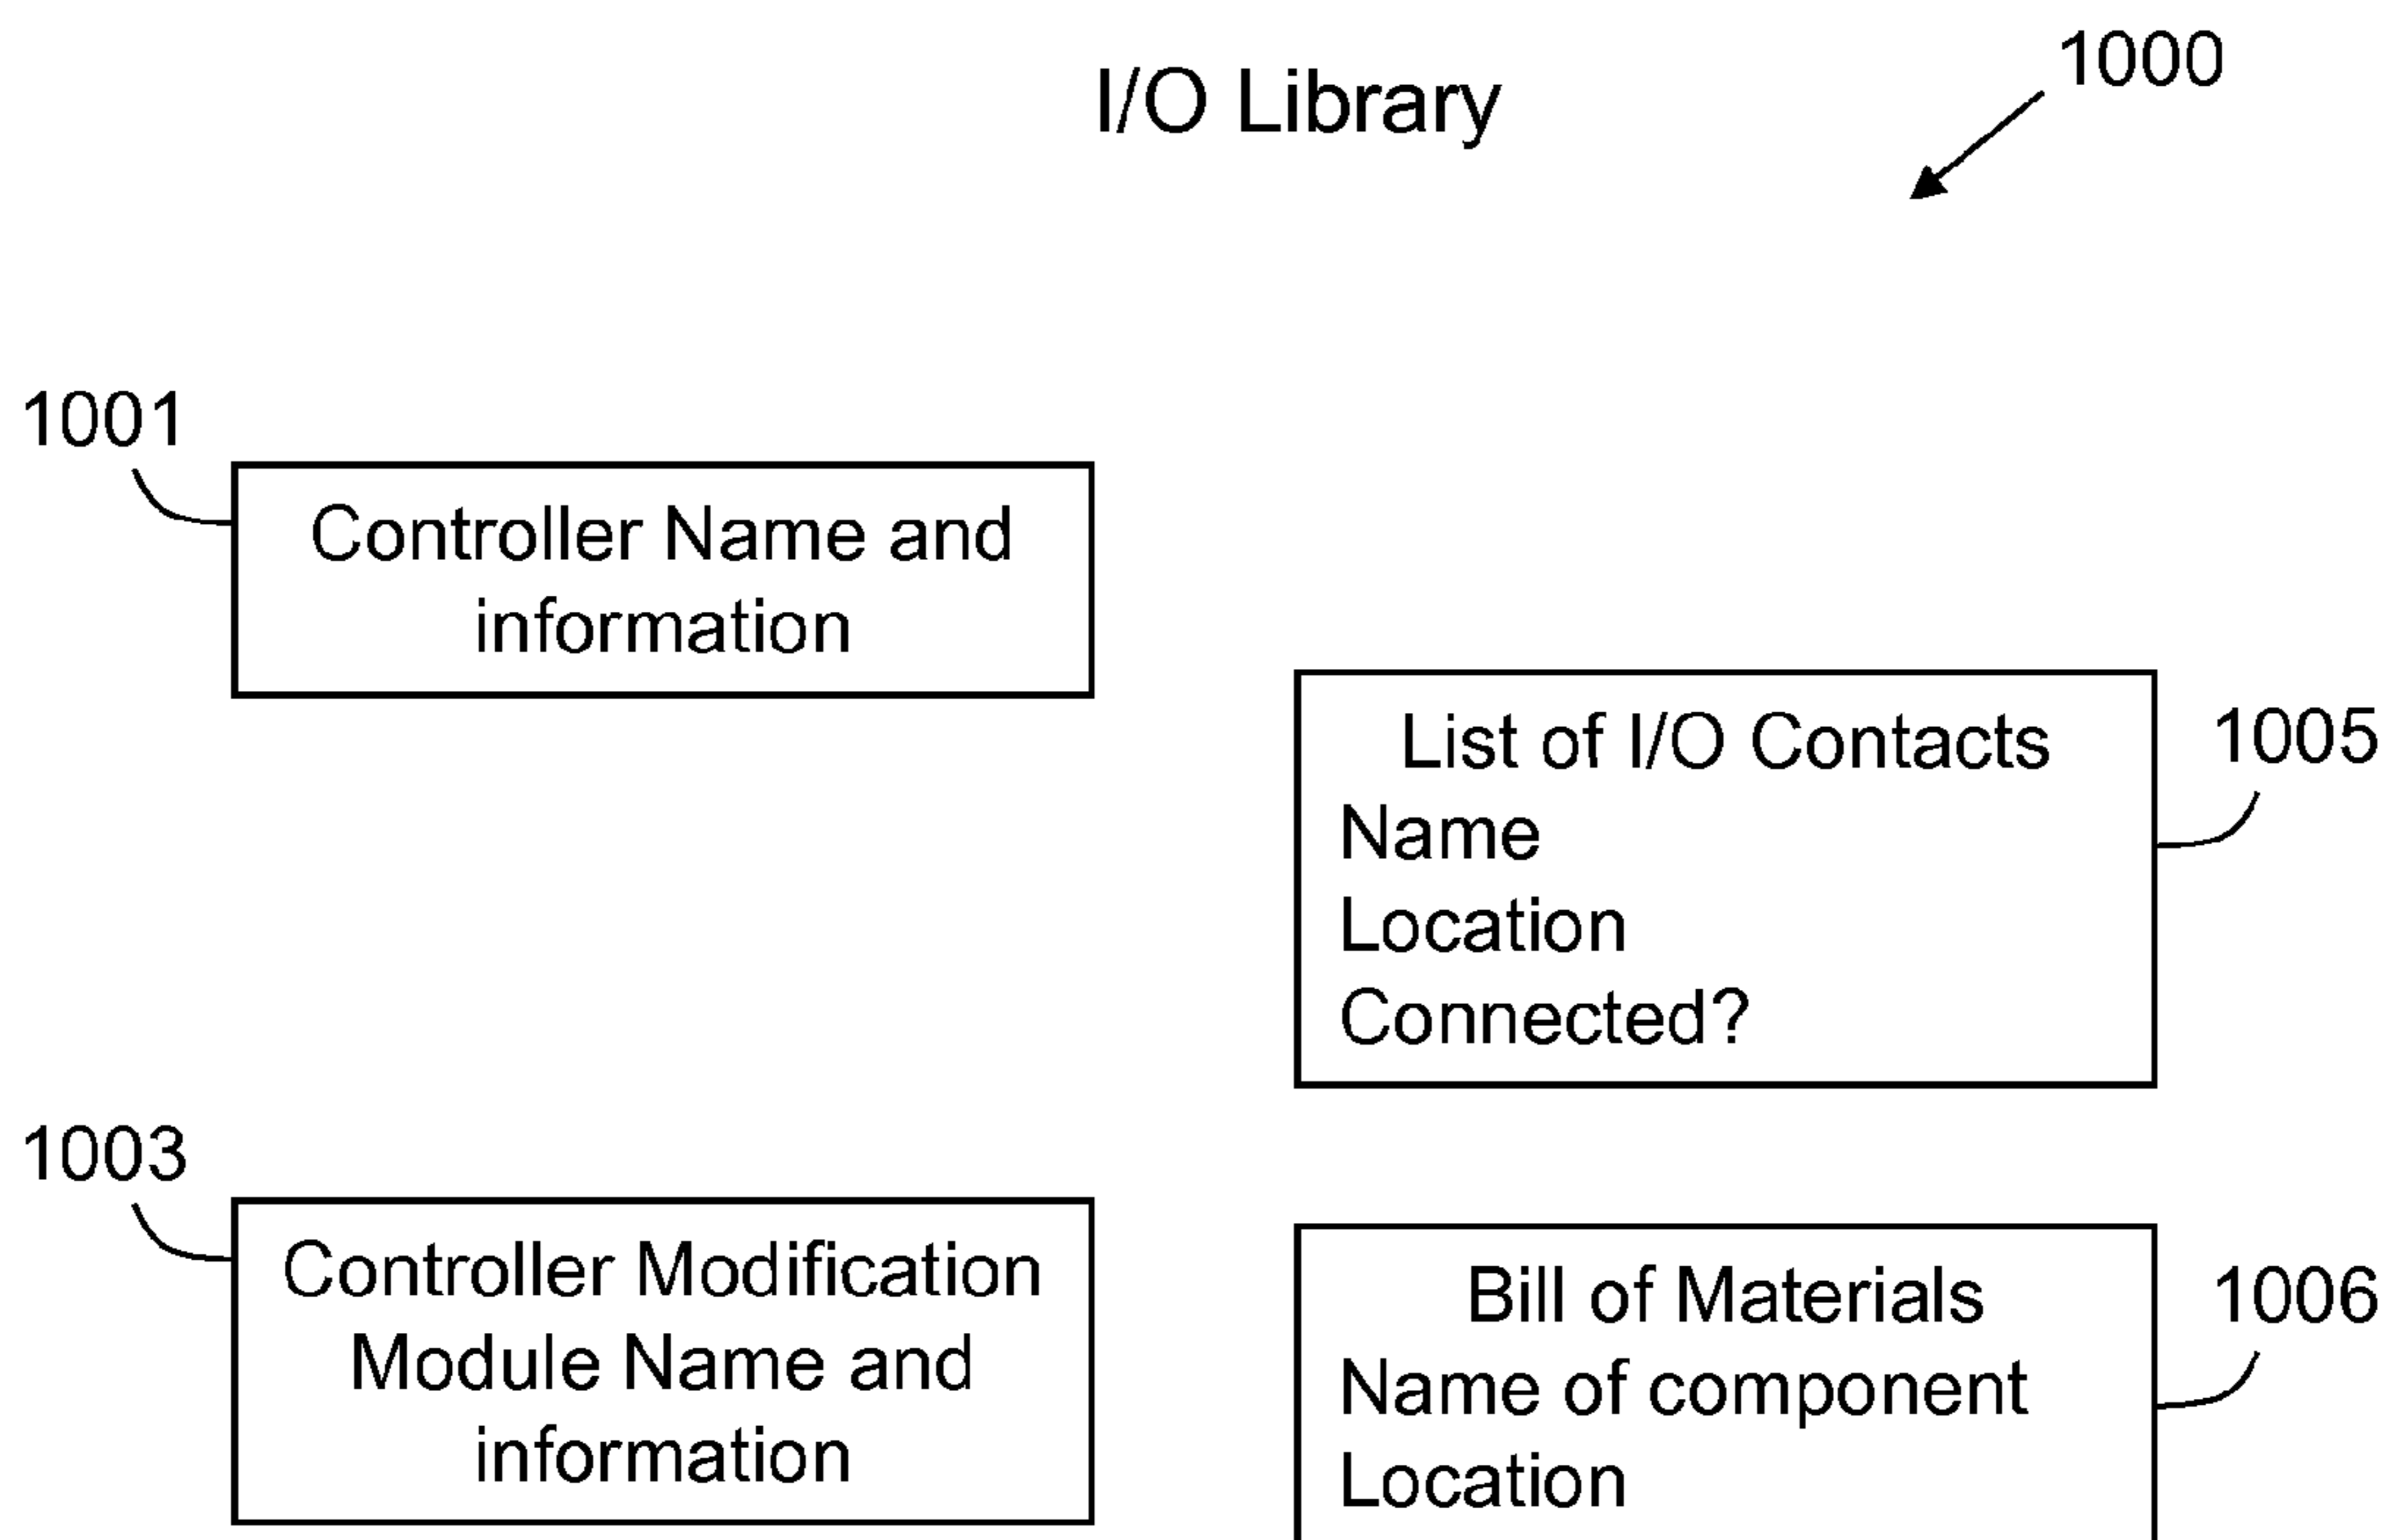 I/O Library
1000
1001
Controller Name and
information
List of I/O Contacts
Name
Location
Connected?
1005
1003
Controller Modification
Module Name and
information
Bill of Materials
Name of component
Location
1006